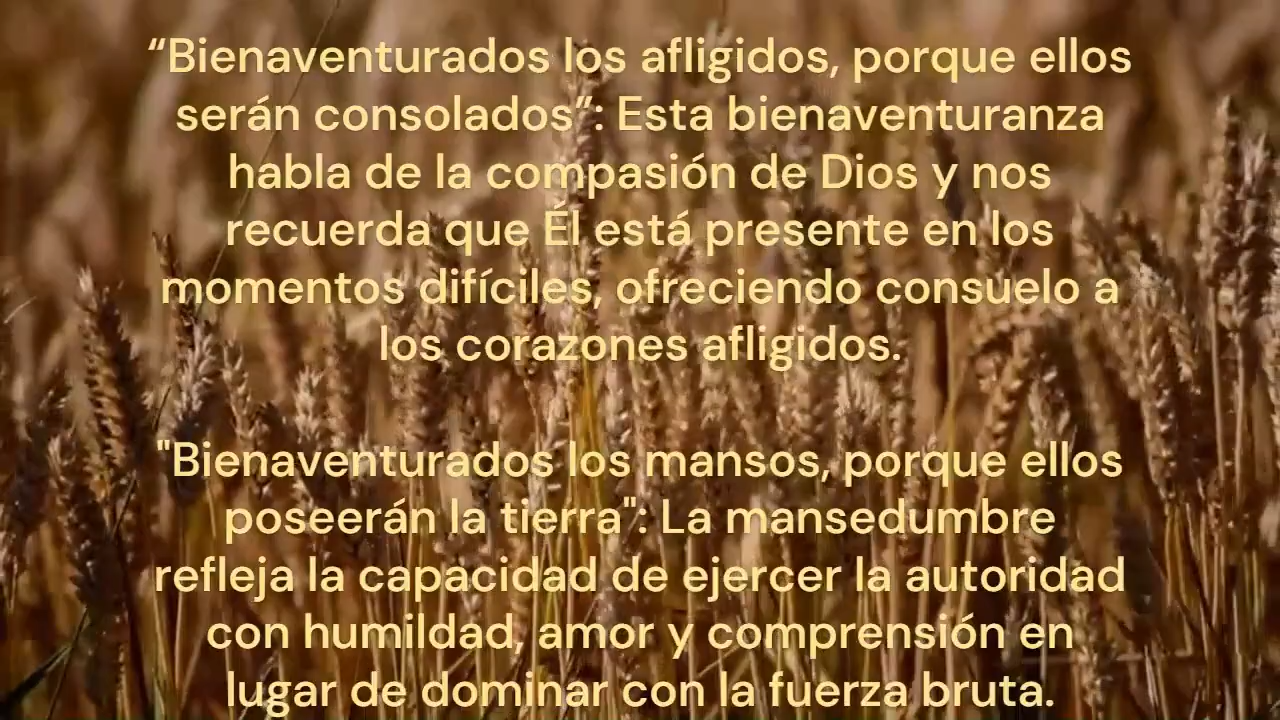 “Bienaventurados los afligidos, porque ellos
serán consolados”: Esta bienaventuranza
habla de la compasión de Dios y nos
recuerda que Él está presente en los
momentos difíciles, ofreciendo consuelo a
los corazones afligidos.
"Bienaventurados los mansos, porque ellos
poseerán la tierra": La mansedumbre
refleja la capacidad de ejercer la autoridad
con humildad, amor y comprensión en
lugar de dominar con la fuerza bruta.